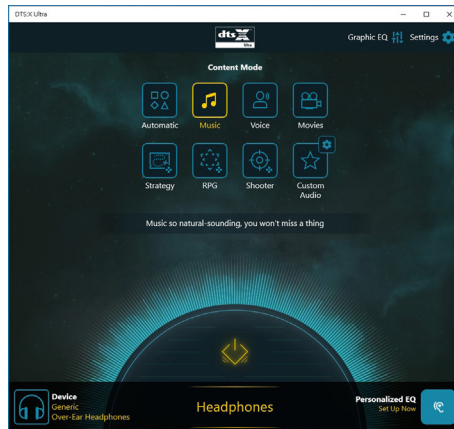 DTS:X Ultra
dts X
Ultra
Graphic EQ
Settings
Content Mode
Automatic
Music
Voice
Movies
Strategy
RPG
Shooter
Custom
Audio
Music so natural-sounding, you won't miss a thing
Device
Generic
Over-Ear Headphones
Headphones
Personalized EQ
Set Up Now